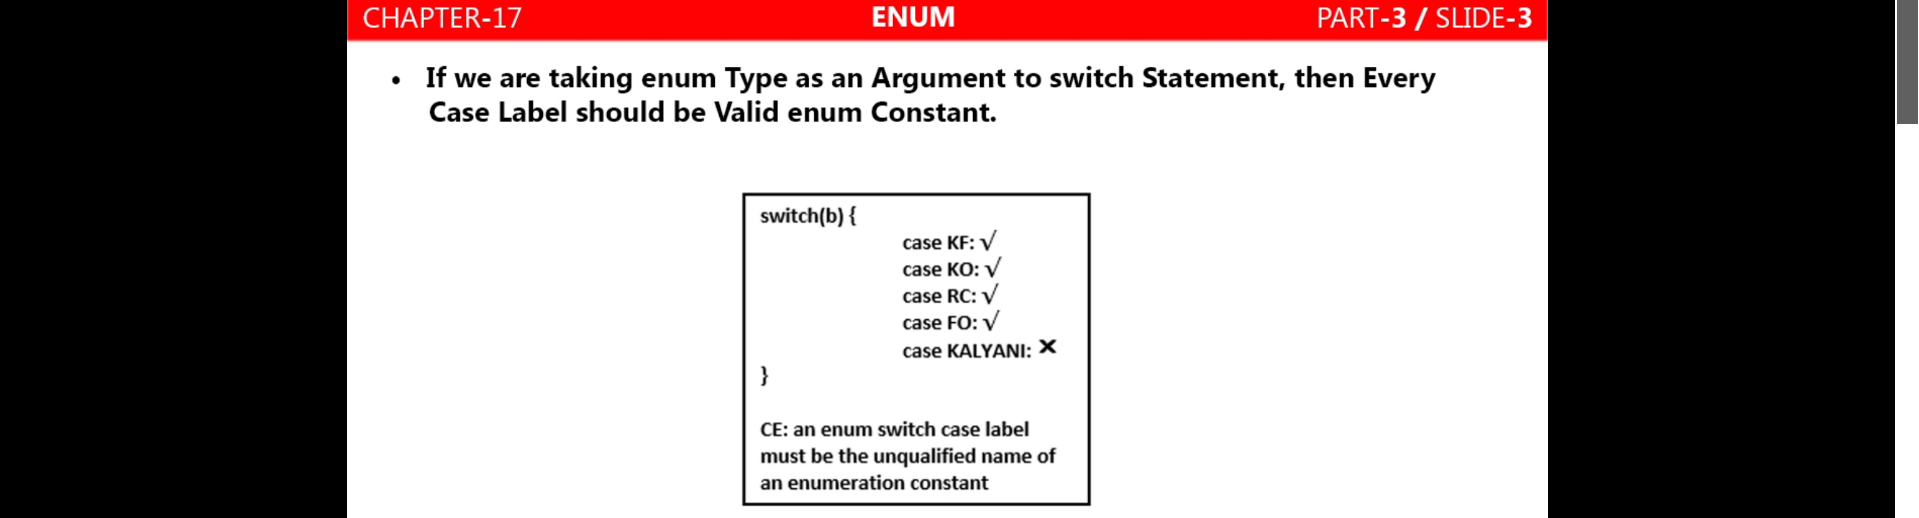 CHAPTER-17 ENUM PART-3 / SLIDE-3
• If we are taking enum Type as an Argument to switch Statement, then Every
Case Label should be Valid enum Constant.
switch(b) {
case KF: √
case KO: √
case RC: √
case FO: √
case KALYANI: ×
}
CE: an enum switch case label
must be the unqualified name of
an enumeration constant